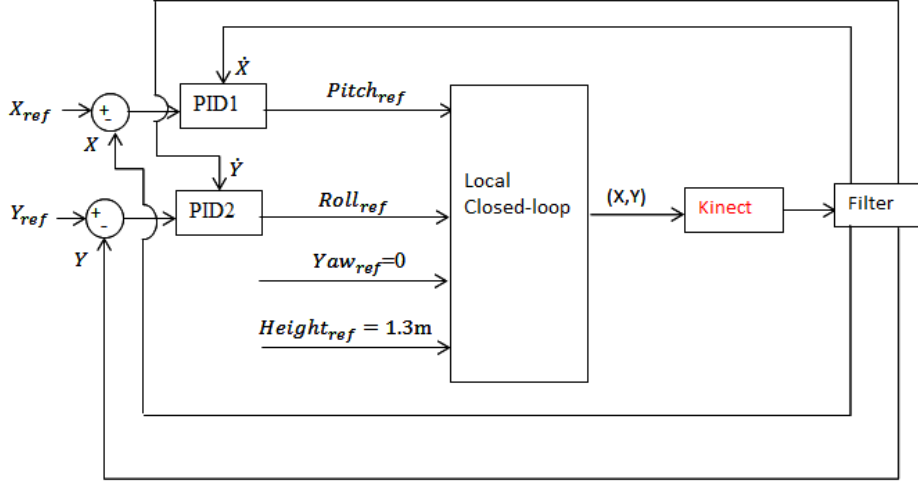 Ẋ
X_ref
+
-
PID1
Pitch_ref
X
Ẏ
Y_ref
+
-
PID2
Roll_ref
Local
Closed-loop
(X,Y)
Kinect
Filter
Y
Yaw_ref=0
Height_ref = 1.3m